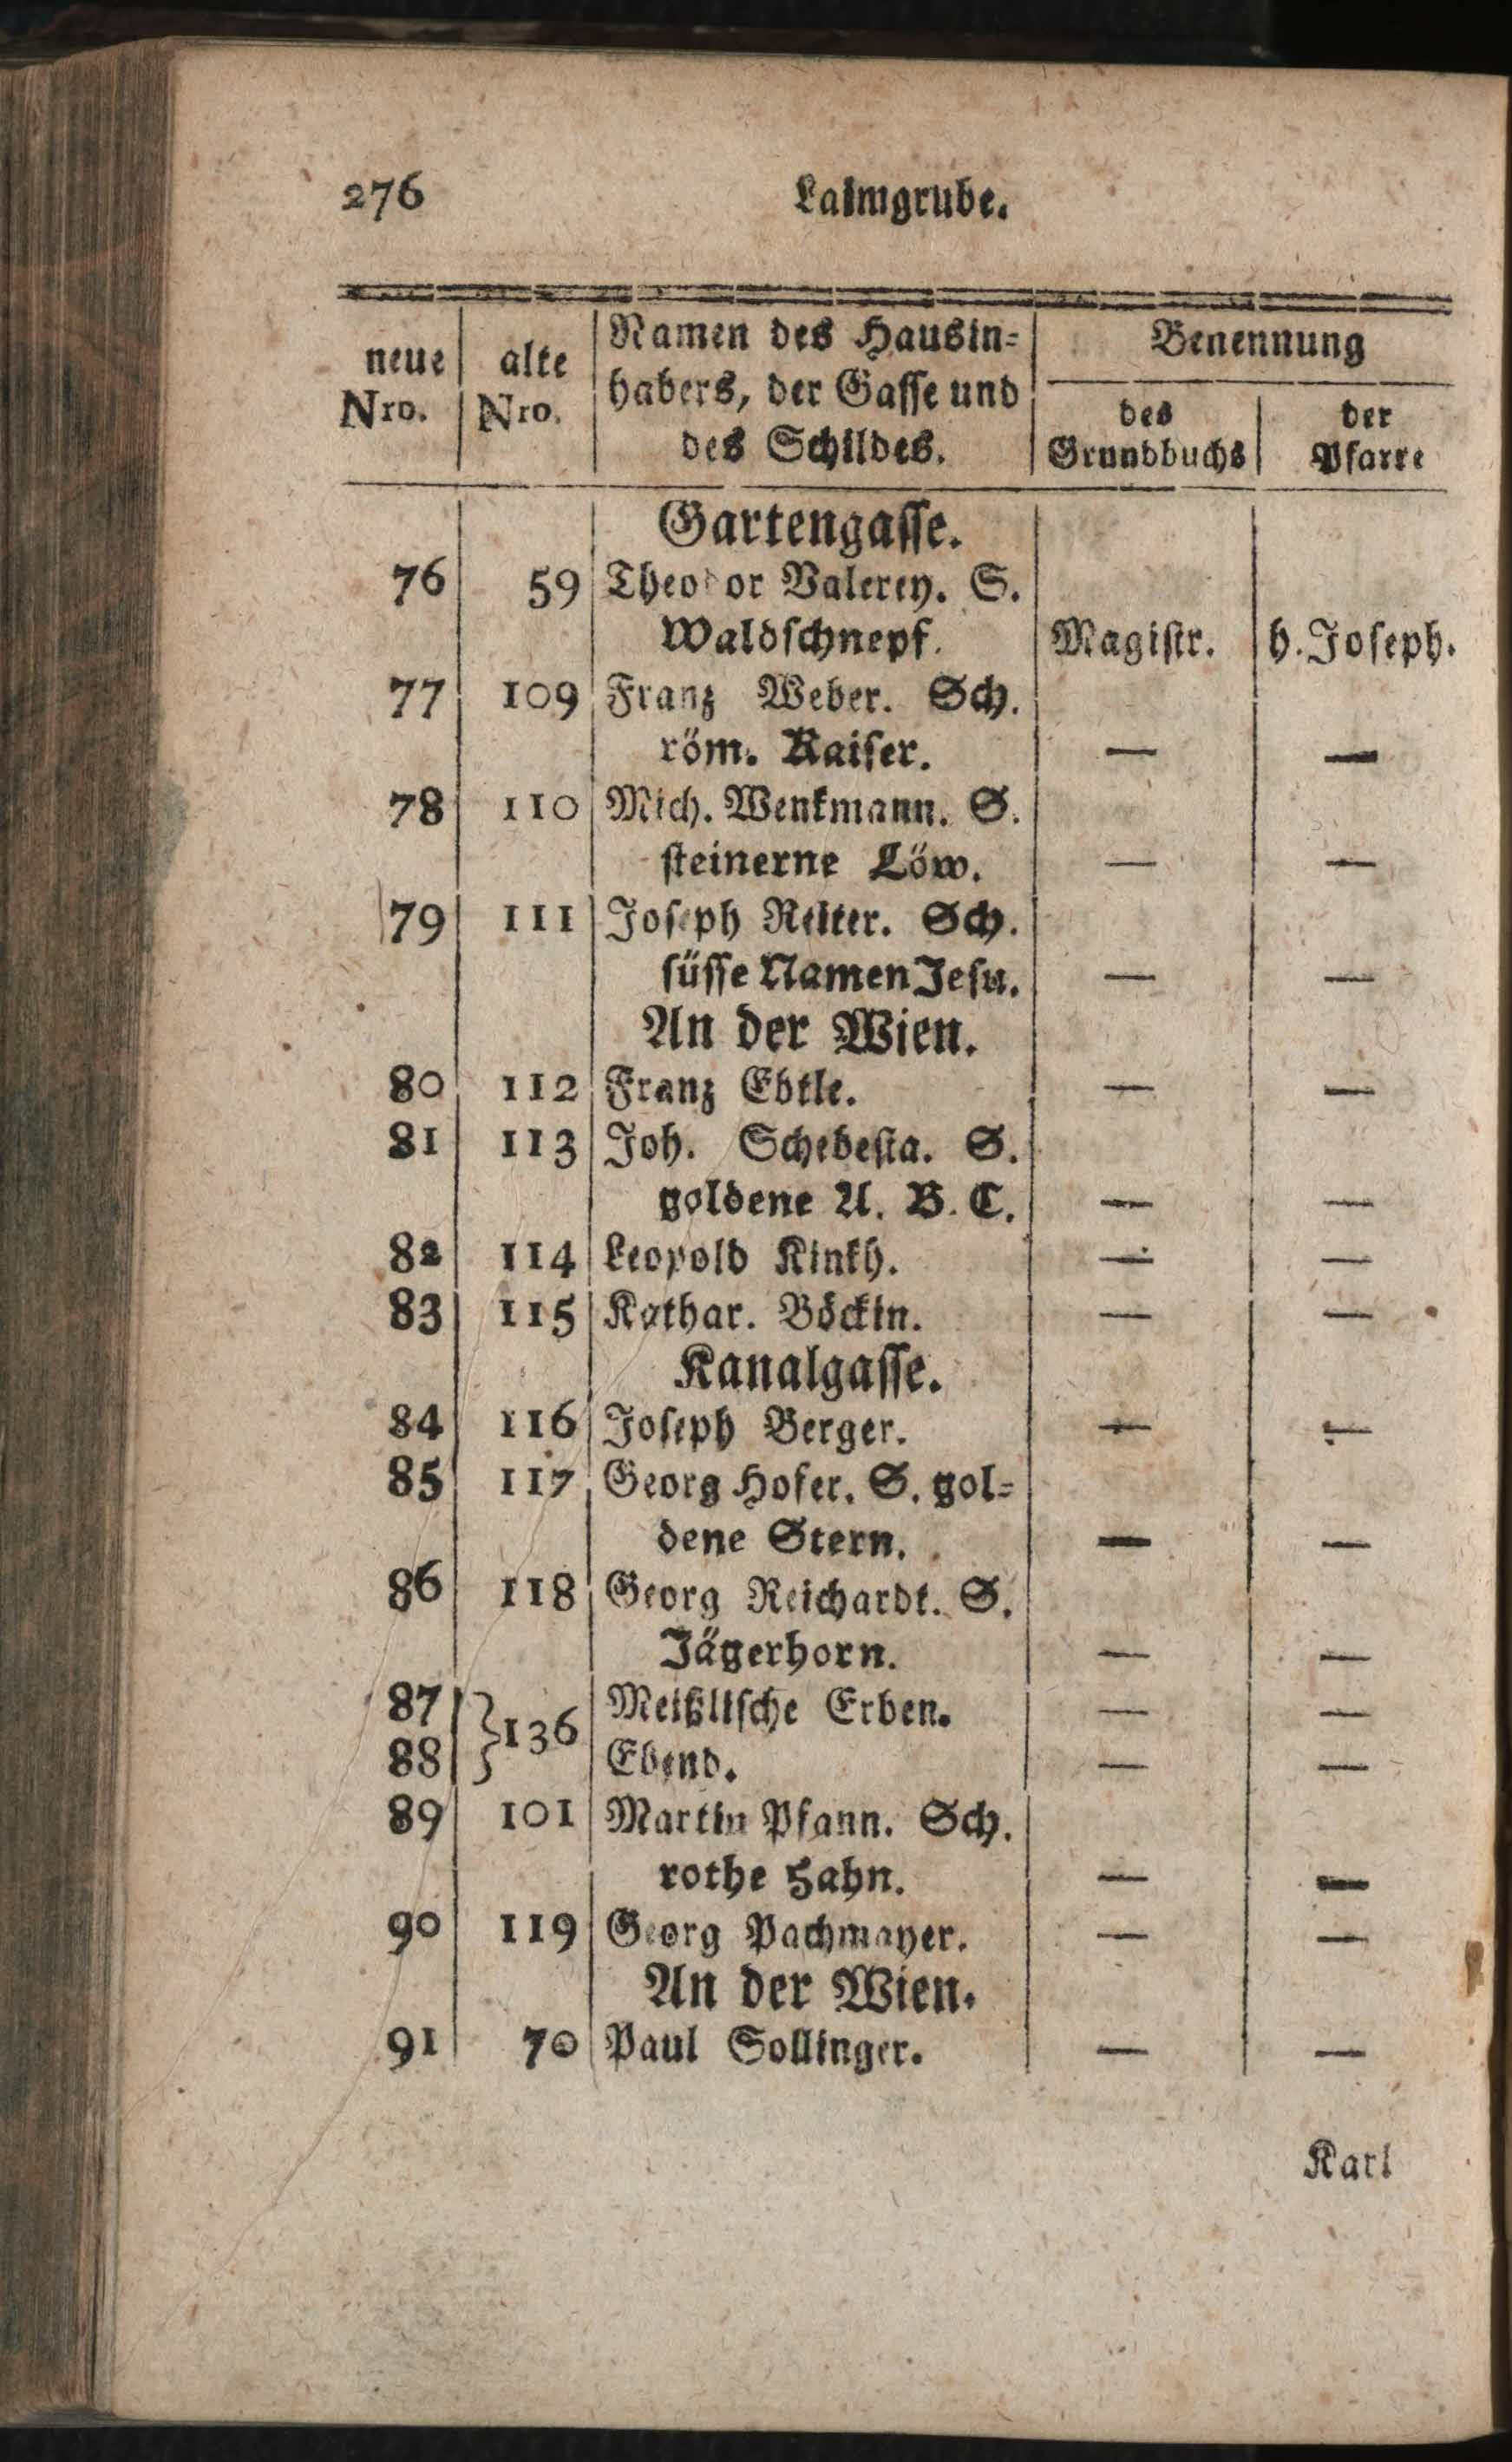 276 Laimgrube.
neue Nro. | alte Nro. | Namen des Hausin= | Benennung
habers, der Gasse und
des Schildes. | des Grundbuchs | der Pfarre
Gartengasse.
76 59 Theodor Valerey. S.
Waldschnepf. Magistr. h. Joseph.
77 109 Franz Weber. Sch.
röm. Kaiser. — —
78 110 Mich. Wenkmann. S.
steinerne Löw. — —
79 111 Joseph Reiter. Sch.
süsse Namen Jesu. — —
An der Wien.
80 112 Franz Ebtle. — —
81 113 Joh. Schebesta. S.
goldene A. B. C. — —
82 114 Leopold Kinkh. — —
83 115 Kathar. Böckin. — —
Kanalgasse.
84 116 Joseph Berger. — —
85 117 Georg Hofer. S. gol=
dene Stern. — —
86 118 Georg Reichardt. S.
Jägerhorn. — —
87 }136 Meißlische Erben. — —
88 Ebend. — —
89 101 Martin Pfann. Sch.
rothe Hahn. — —
90 119 Georg Pachmayer. — —
An der Wien.
91 70 Paul Sollinger. — —
Karl